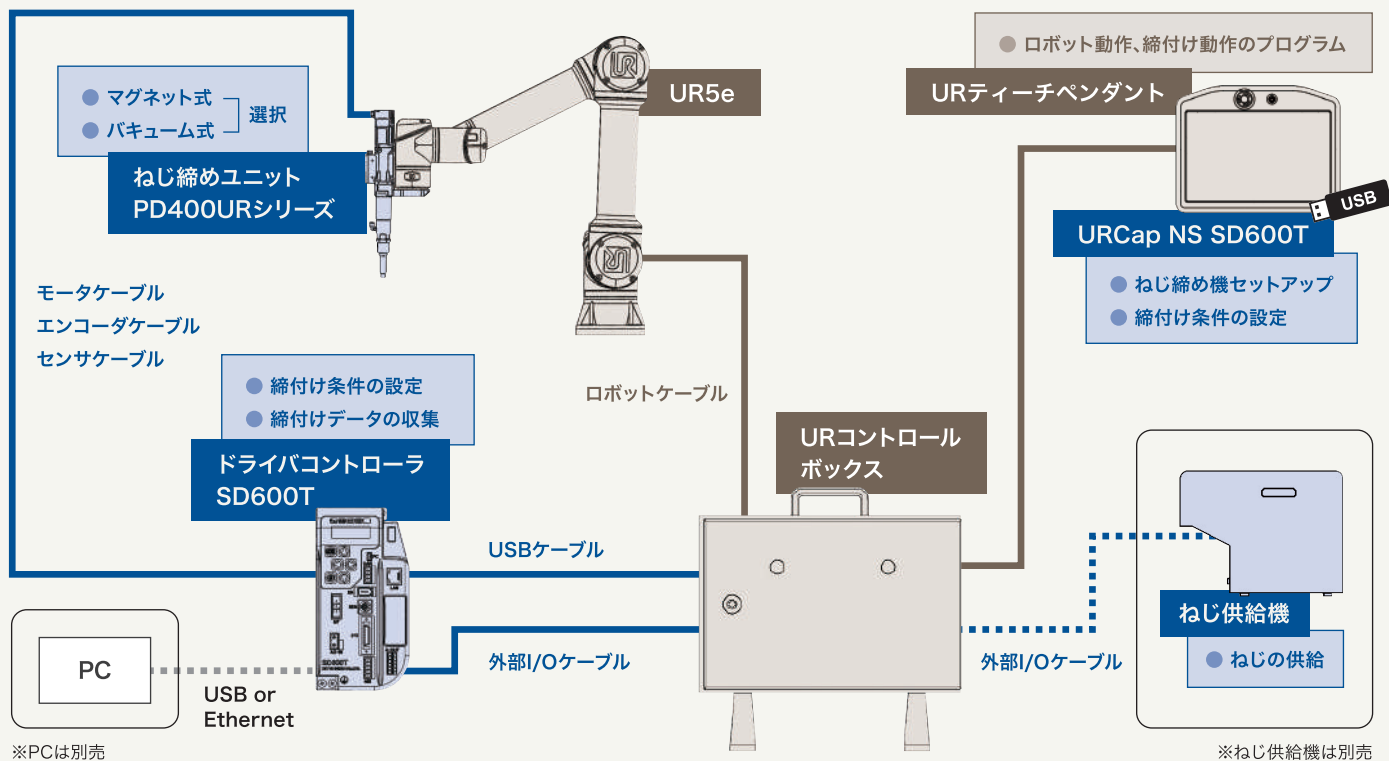 ● ロボット動作、締付け動作のプログラム
URティーチペンダント
UR5e
● マグネット式
● バキューム式
選択
ねじ締めユニット
PD400URシリーズ
USB
URCap NS SD600T
● ねじ締め機セットアップ
● 締付け条件の設定
モータケーブル
エンコーダケーブル
センサケーブル
● 締付け条件の設定
● 締付けデータの収集
ドライバコントローラ
SD600T
ロボットケーブル
URコントロール
ボックス
USBケーブル
外部I/Oケーブル
外部I/Oケーブル
ねじ供給機
● ねじの供給
PC
USB or
Ethernet
SD600T
UR
UR
※PCは別売
※ねじ供給機は別売